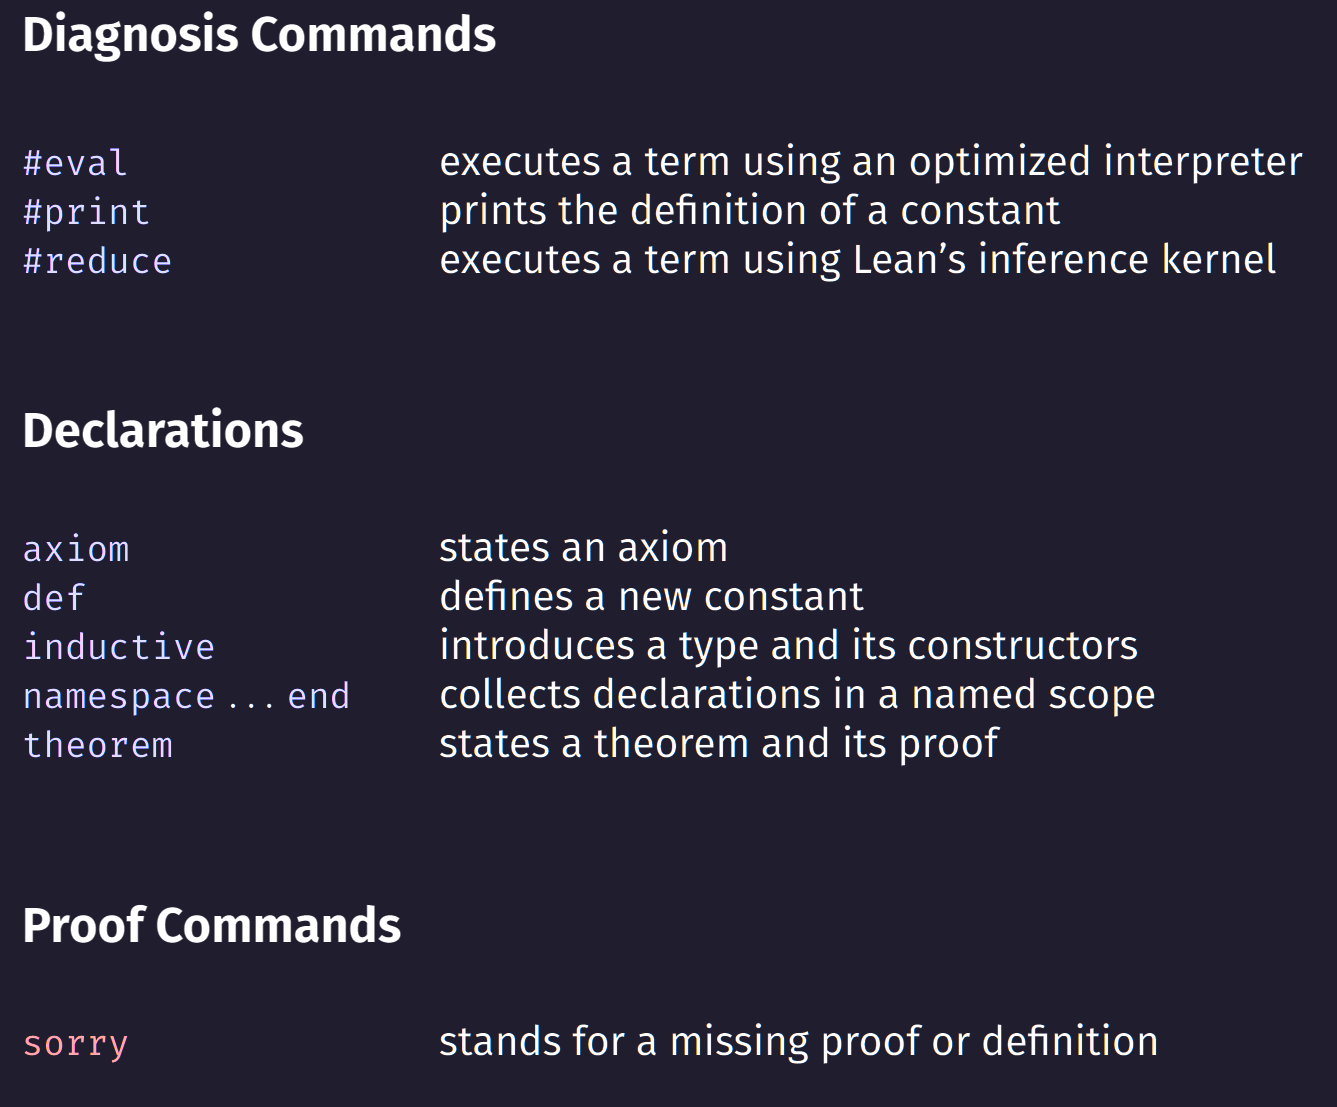 Diagnosis Commands
#eval executes a term using an optimized interpreter
#print prints the definition of a constant
#reduce executes a term using Lean’s inference kernel
Declarations
axiom states an axiom
def defines a new constant
inductive introduces a type and its constructors
namespace ... end collects declarations in a named scope
theorem states a theorem and its proof
Proof Commands
sorry stands for a missing proof or definition